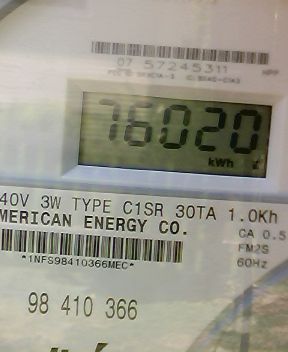 07 57245311
76020
kWh
40V 3W TYPE C1SR 30TA 1.0Kh
MERICAN ENERGY CO.
CA 0.5
FM2S
60Hz
*1NFS98410366MEC*
98 410 366